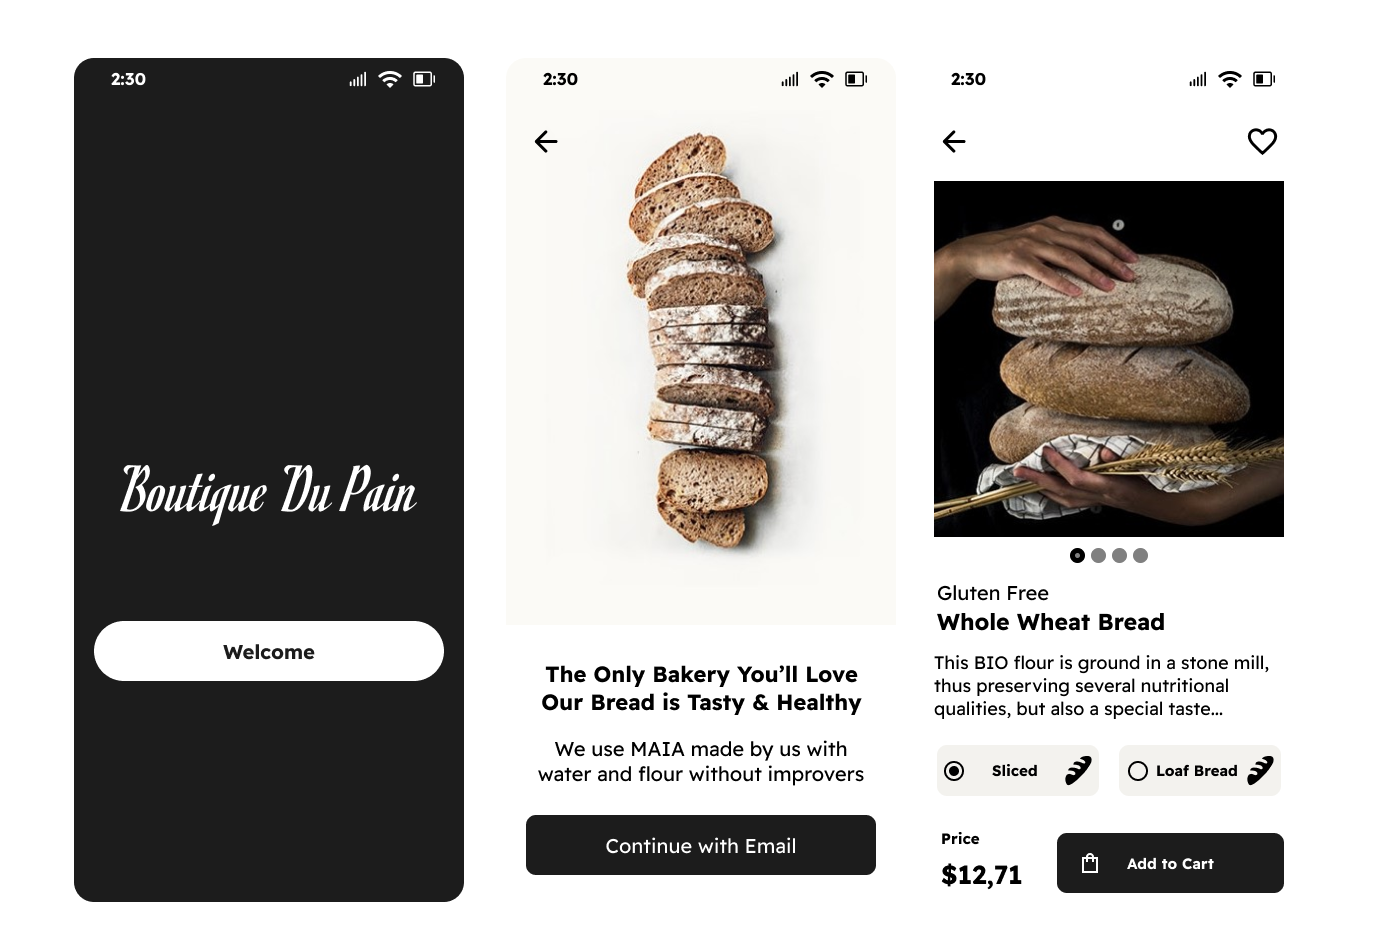 2:30
Boutique Du Pain
Welcome
2:30
The Only Bakery You’ll Love
Our Bread is Tasty & Healthy
We use MAIA made by us with
water and flour without improvers
Continue with Email
2:30
Gluten Free
Whole Wheat Bread
This BIO flour is ground in a stone mill,
thus preserving several nutritional
qualities, but also a special taste...
Sliced
Loaf Bread
Price
$12,71
Add to Cart